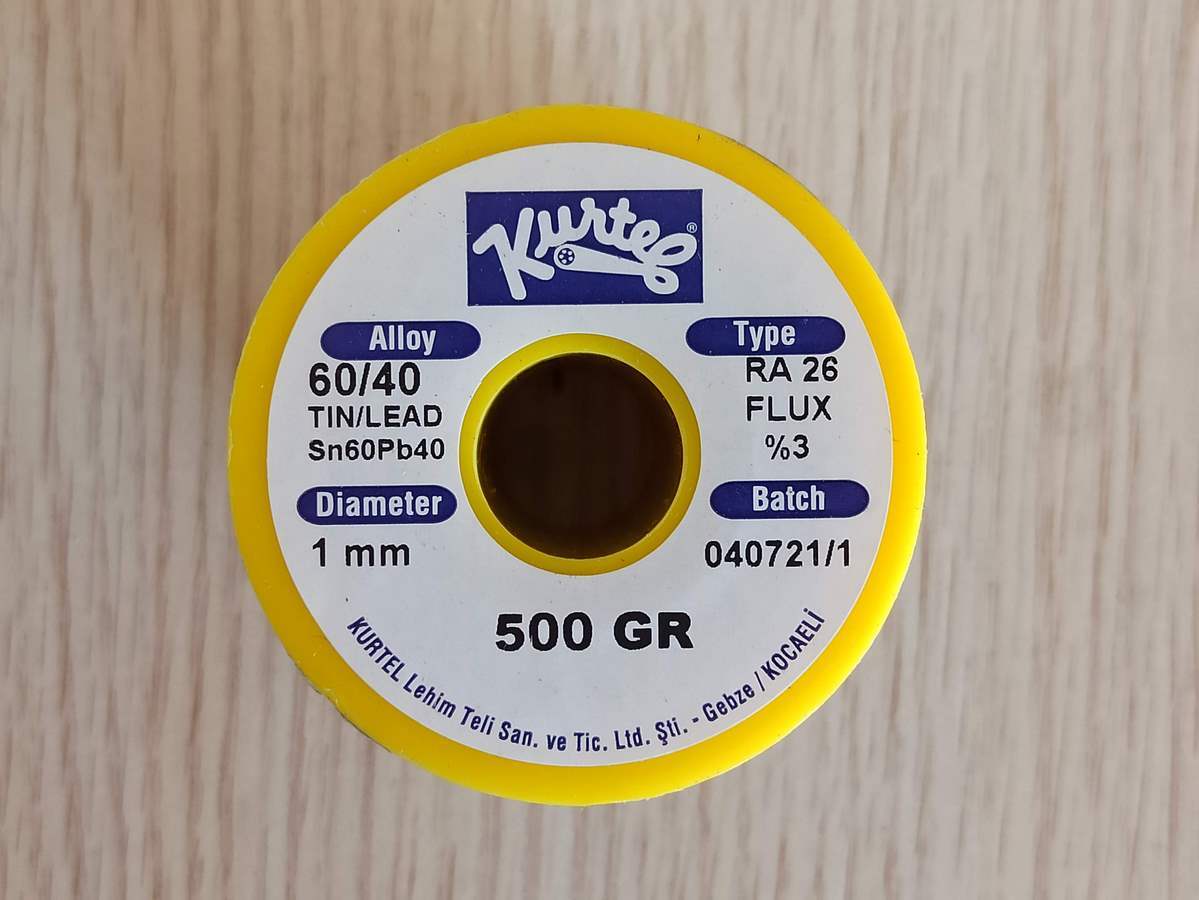 Kurtel®
Alloy
60/40
TIN/LEAD
Sn60Pb40
Type
RA 26
FLUX
%3
Diameter
1 mm
Batch
040721/1
500 GR
KURTEL Lehim Teli San. ve Tic. Ltd. Şti. - Gebze / KOCAELİ